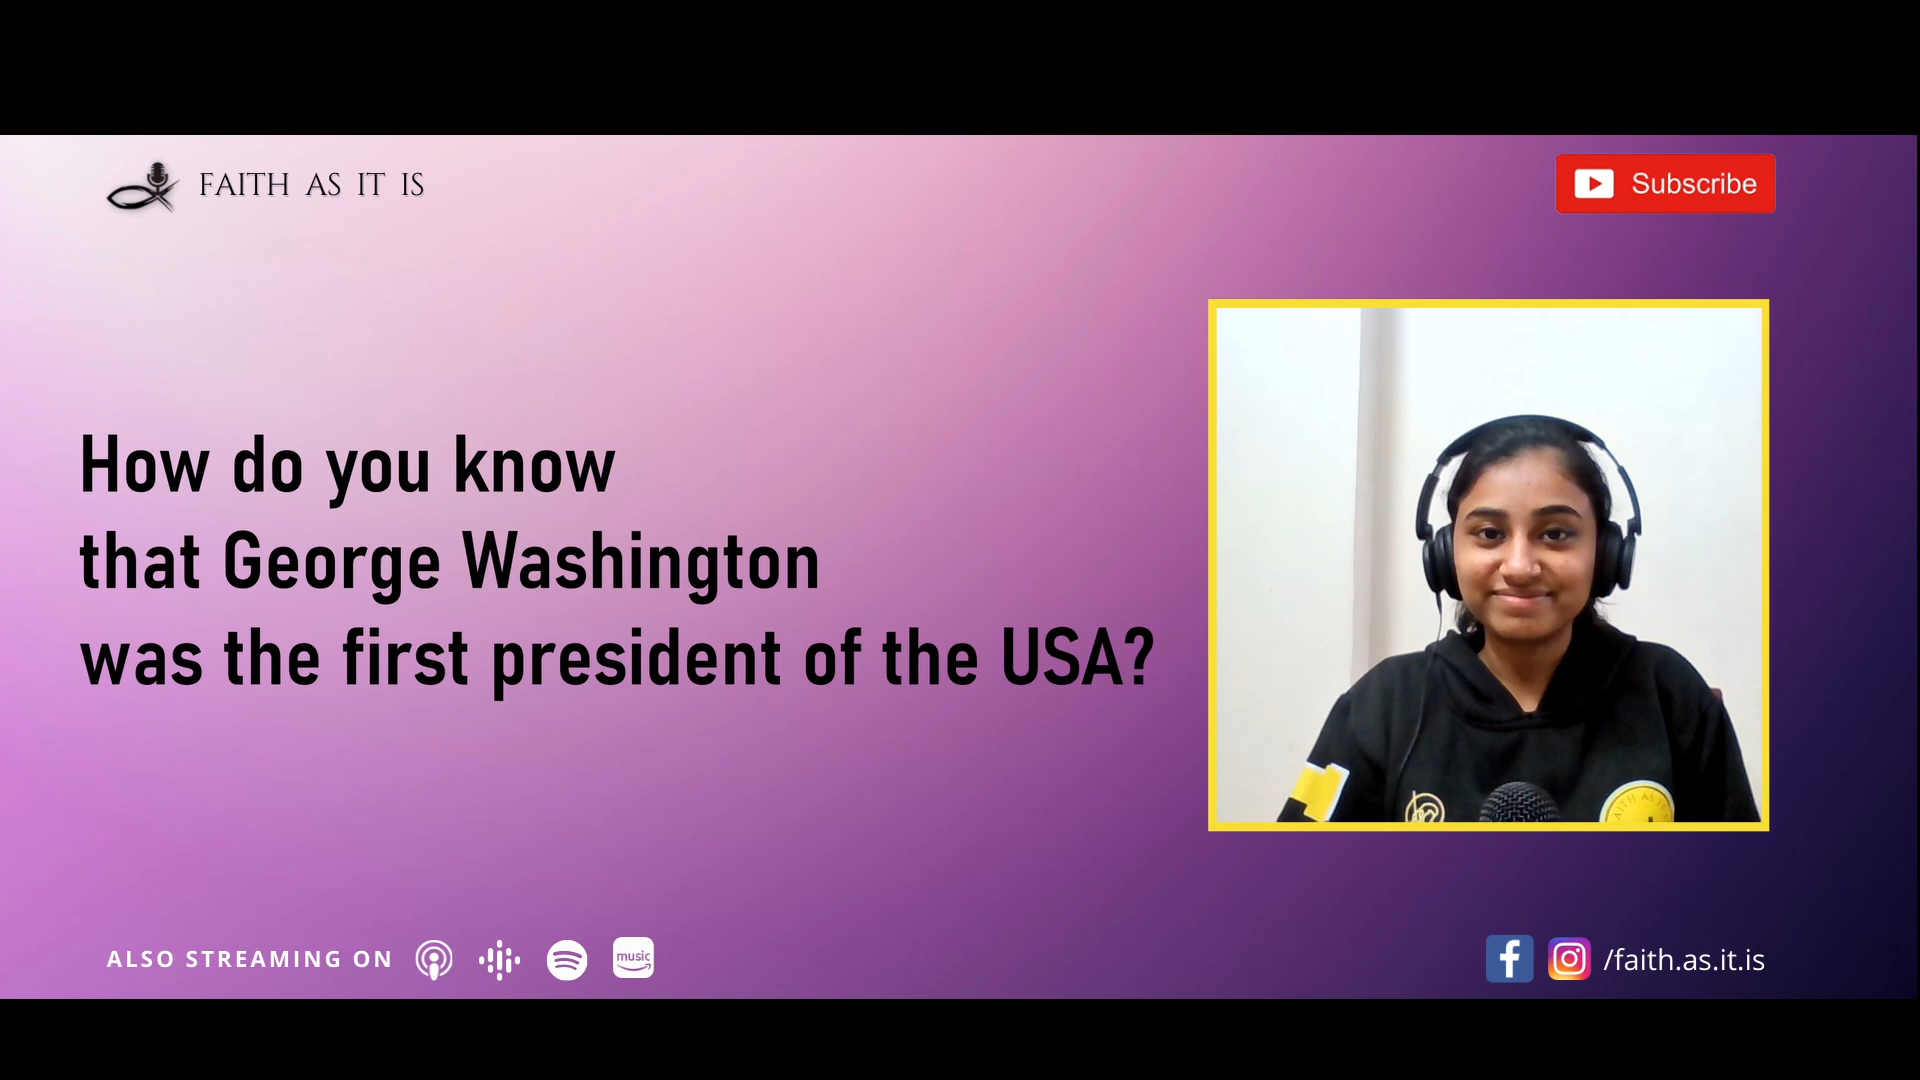 FAITH AS IT IS
Subscribe
How do you know
that George Washington
was the first president of the USA?
ALSO STREAMING ON
music
/faith.as.it.is